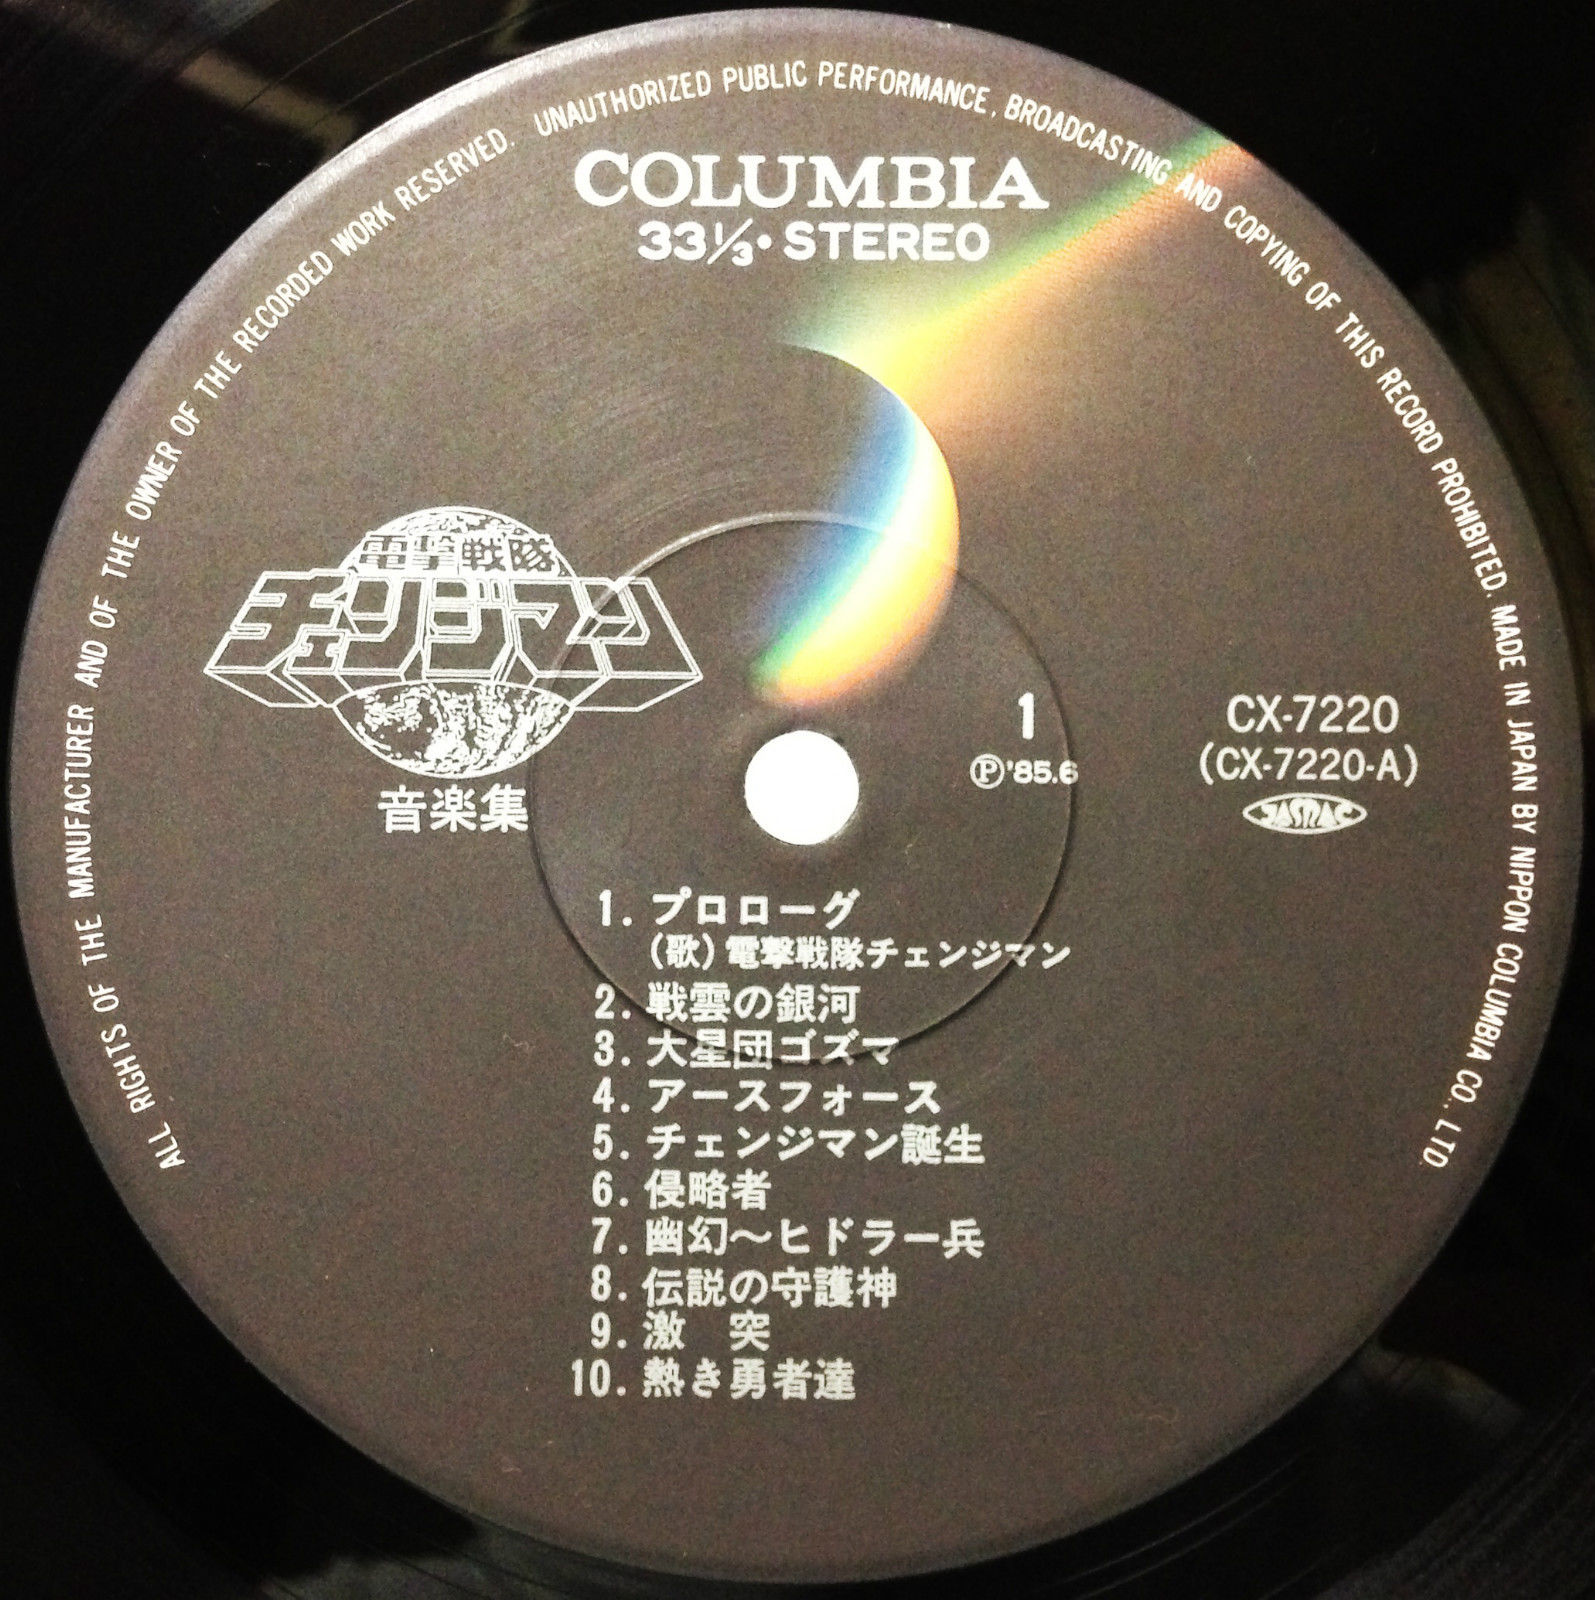 ALL RIGHTS OF THE MANUFACTURER AND OF THE OWNER OF THE RECORDED WORK RESERVED. UNAUTHORIZED PUBLIC PERFORMANCE, BROADCASTING AND COPYING OF THIS RECORD PROHIBITED. MADE IN JAPAN BY NIPPON COLUMBIA CO., LTD.
COLUMBIA
33⅓・STEREO
電撃戦隊
チェンジマン
音楽集
1
Ⓟ'85.6
CX-7220
(CX-7220-A)
JASRAC
1. プロローグ
(歌) 電撃戦隊チェンジマン
2. 戦雲の銀河
3. 大星団ゴズマ
4. アースフォース
5. チェンジマン誕生
6. 侵略者
7. 幽幻〜ヒドラー兵
8. 伝説の守護神
9. 激　突
10. 熱き勇者達